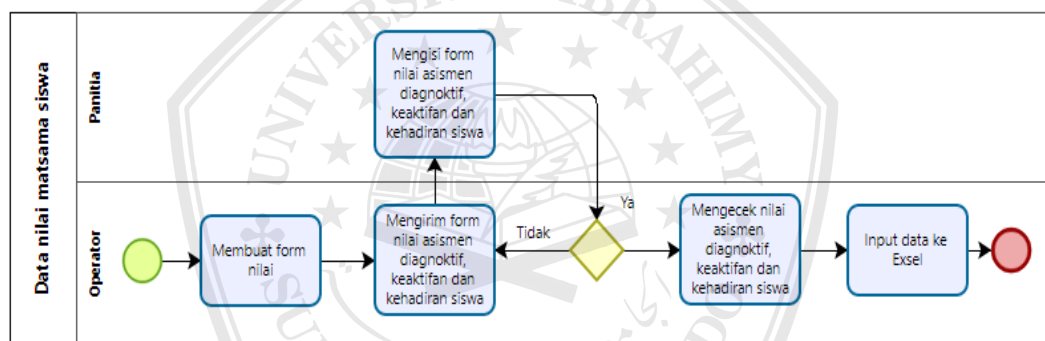 Data nilai matsama siswa
Panitia
Mengisi form
nilai asismen
diagnoktif,
keaktifan dan
kehadiran siswa
Operator
Membuat form
nilai
Mengirim form
nilai asismen
diagnoktif,
keaktifan dan
kehadiran siswa
Tidak
Ya
Mengecek nilai
asismen
diagnoktif,
keaktifan dan
kehadiran siswa
Input data ke
Exsel